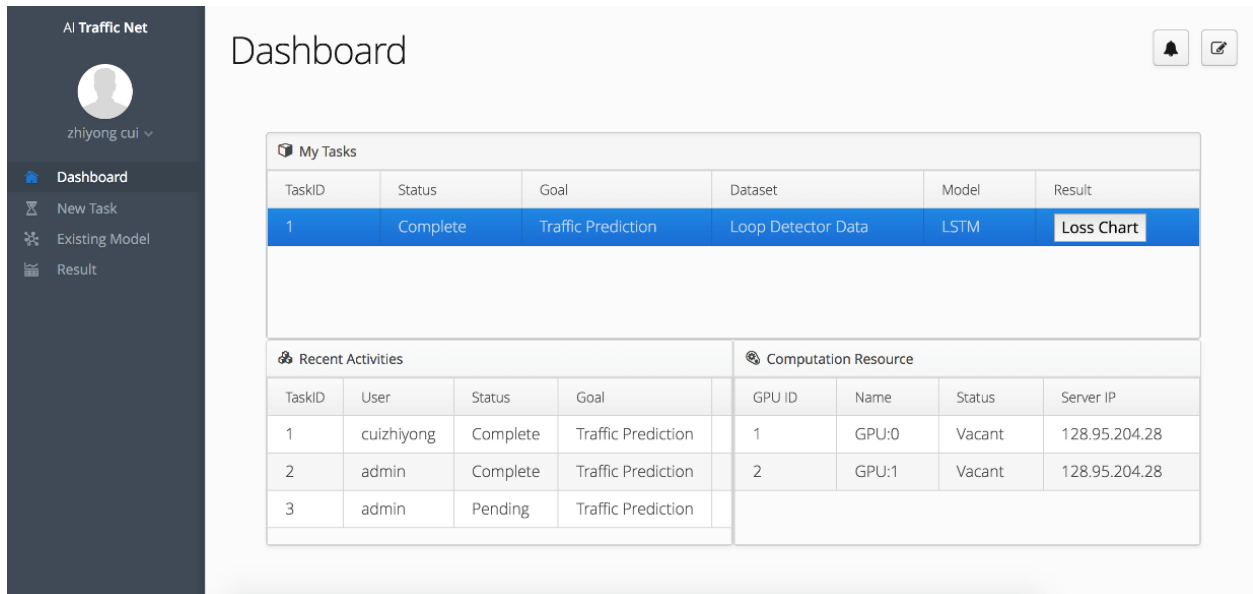 AI Traffic Net
zhiyong cui
Dashboard
New Task
Existing Model
Result
Dashboard
My Tasks
TaskID Status Goal Dataset Model Result
1 Complete Traffic Prediction Loop Detector Data LSTM Loss Chart
Recent Activities
TaskID User Status Goal
1 cuizhiyong Complete Traffic Prediction
2 admin Complete Traffic Prediction
3 admin Pending Traffic Prediction
Computation Resource
GPU ID Name Status Server IP
1 GPU:0 Vacant 128.95.204.28
2 GPU:1 Vacant 128.95.204.28